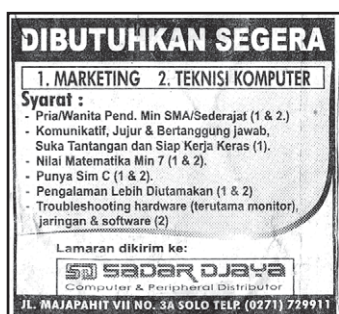 DIBUTUHKAN SEGERA
1. MARKETING 2. TEKNISI KOMPUTER
Syarat :
- Pria/Wanita Pend. Min SMA/Sederajat (1 & 2.)
- Komunikatif, Jujur & Bertanggung jawab,
Suka Tantangan dan Siap Kerja Keras (1).
- Nilai Matematika Min 7 (1 & 2).
- Punya Sim C (1 & 2).
- Pengalaman Lebih Diutamakan (1 & 2)
- Troubleshooting hardware (terutama monitor),
jaringan & software (2)
Lamaran dikirim ke:
SD SADAR DJAYA
Computer & Peripheral Distributor
JL. MAJAPAHIT VII NO. 3A SOLO TELP. (0271) 729911